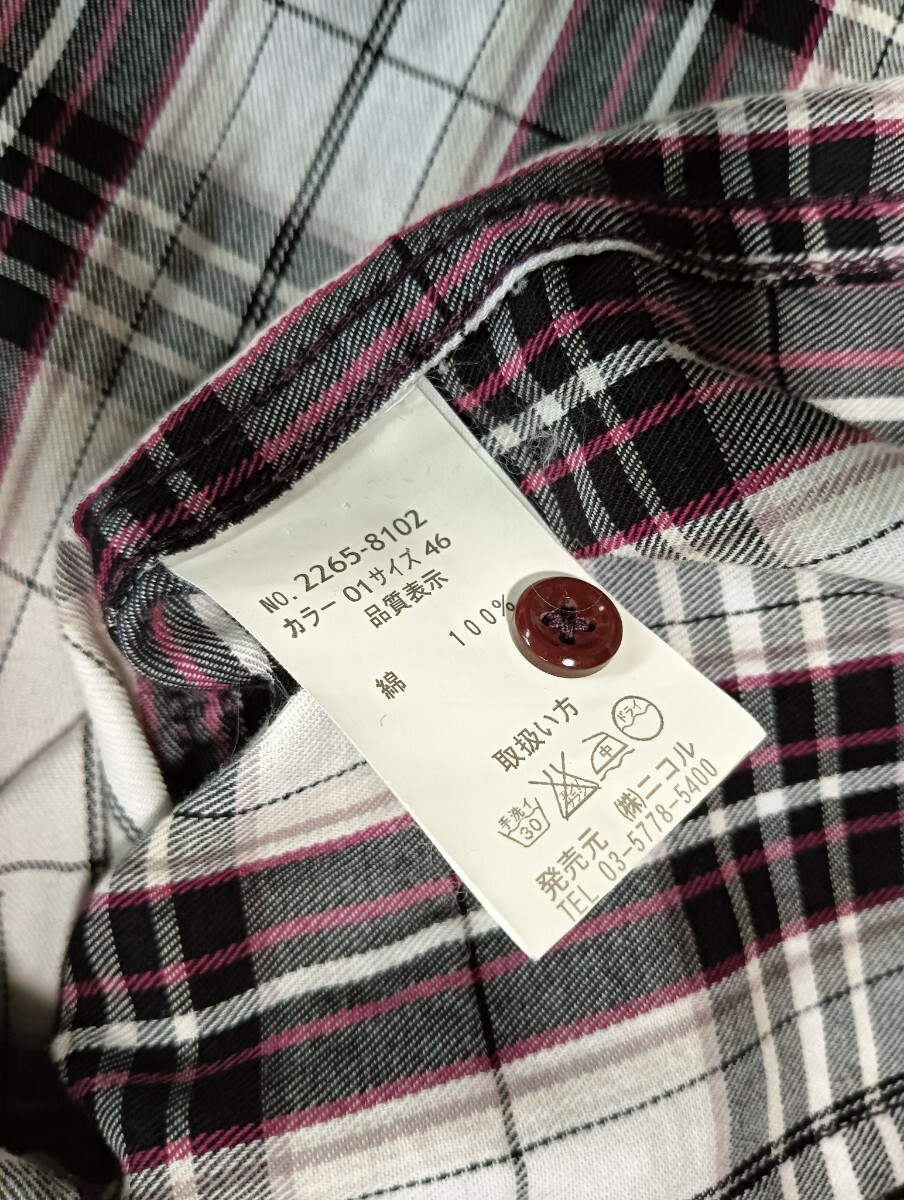 NO. 2265-8102
カラー 01サイズ 46
品質表示
綿 100%
取扱い方
手洗イ
30
中
ドライ
発売元 ㈱ニコル
TEL 03-5778-5400